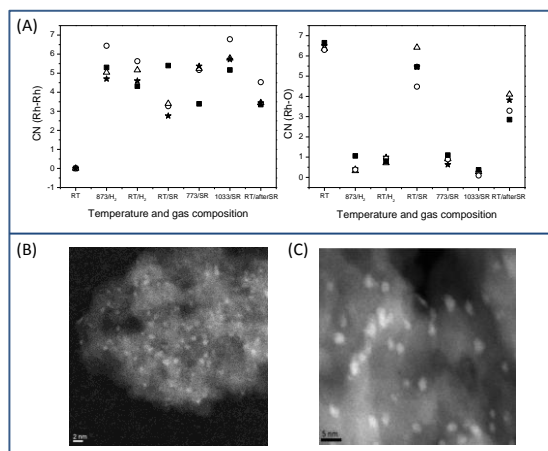 (A)
CN (Rh-Rh)
7
6
5
4
3
2
1
0
-1
RT
873/H2
RT/H2
RT/SR
773/SR
1033/SR
RT/afterSR
Temperature and gas composition
CN (Rh-O)
7
6
5
4
3
2
1
0
RT
873/H2
RT/H2
RT/SR
773/SR
1033/SR
RT/afterSR
Temperature and gas composition
(B)
2 nm
(C)
5 nm